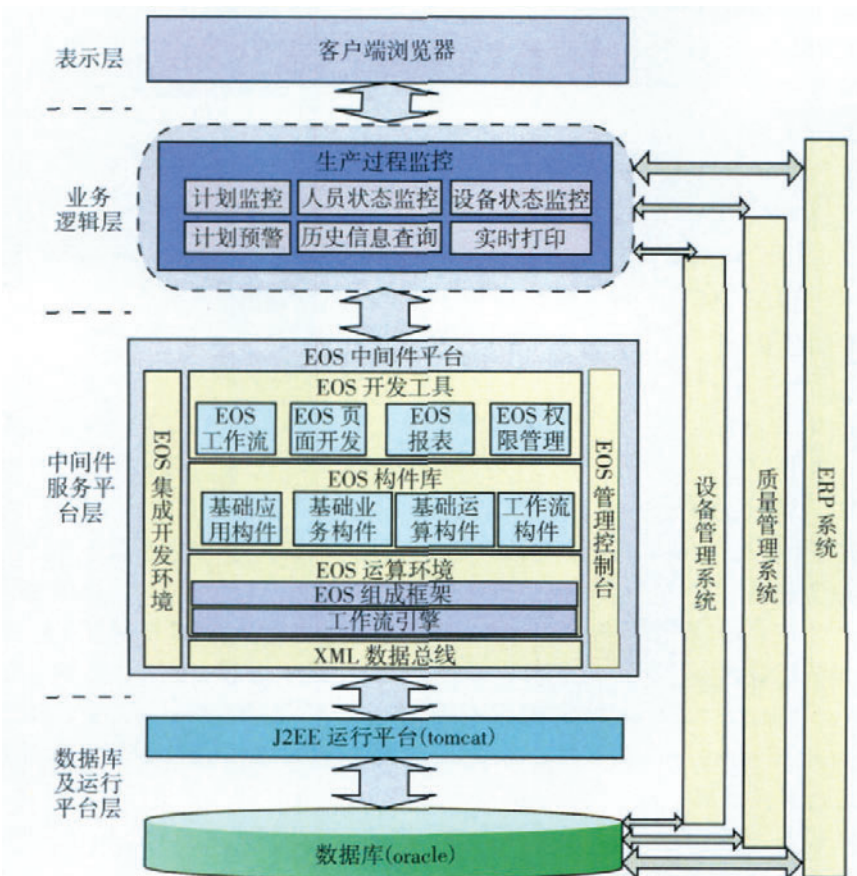 表示层
客户端浏览器
业务
逻辑层
生产过程监控
计划监控
人员状态监控
设备状态监控
计划预警
历史信息查询
实时打印
中间件
服务平
台层
EOS 中间件平台
EOS 集成开发环境
EOS 开发工具
EOS
工作流
EOS 页
面开发
EOS
报表
EOS 权
限管理
EOS 构件库
基础应
用构件
基础业
务构件
基础运
算构件
工作流
构件
EOS 运算环境
EOS 组成框架
工作流引擎
XML 数据总线
EOS 管理控制台
设备管理系统
质量管理系统
ERP 系统
数据库
及运行
平台层
J2EE 运行平台(tomcat)
数据库(oracle)